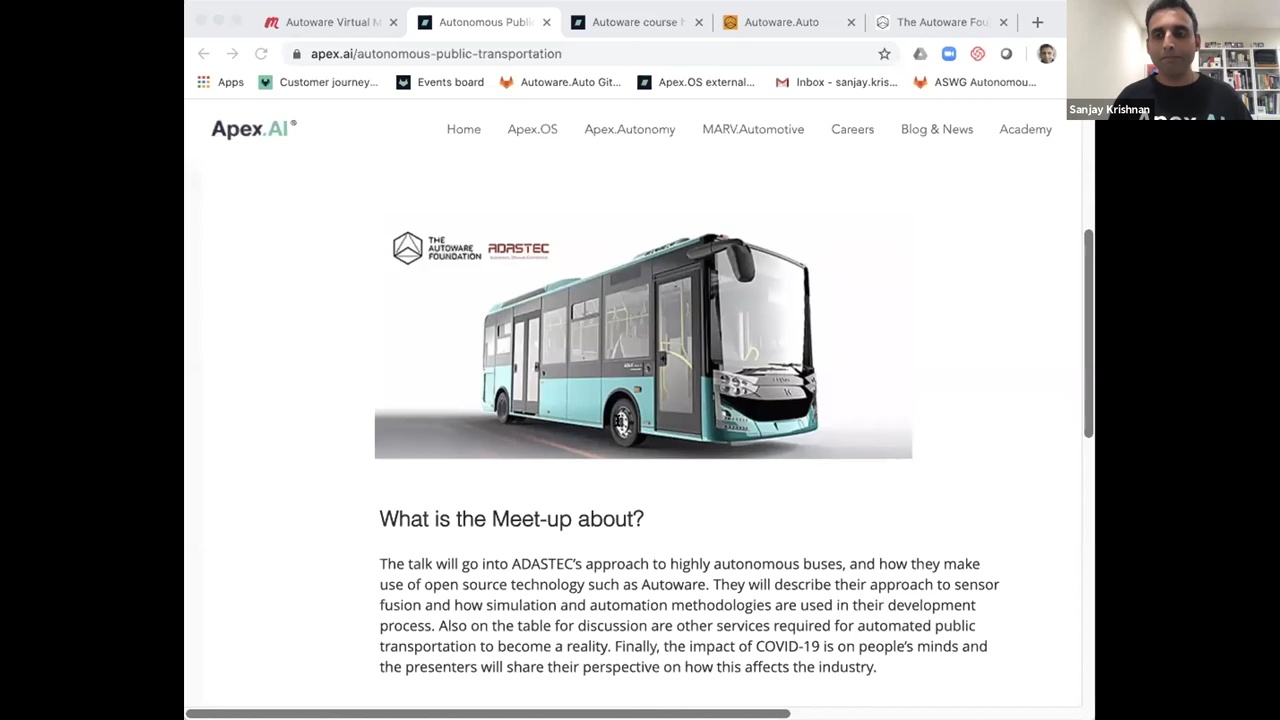 Autoware Virtual M
Autonomous Publi
Autoware course h
Autoware.Auto
The Autoware Fou
apex.ai/autonomous-public-transportation
Apps
Customer journey...
Events board
Autoware.Auto Git...
Apex.OS external...
Inbox - sanjay.kris...
ASWG Autonomou...
Sanjay Krishnan
Apex.AI
Apex.AI®
Home
Apex.OS
Apex.Autonomy
MARV.Automotive
Careers
Blog & News
Academy
THE
AUTOWARE
FOUNDATION
ADASTEC
What is the Meet-up about?
The talk will go into ADASTEC's approach to highly autonomous buses, and how they make
use of open source technology such as Autoware. They will describe their approach to sensor
fusion and how simulation and automation methodologies are used in their development
process. Also on the table for discussion are other services required for automated public
transportation to become a reality. Finally, the impact of COVID-19 is on people's minds and
the presenters will share their perspective on how this affects the industry.